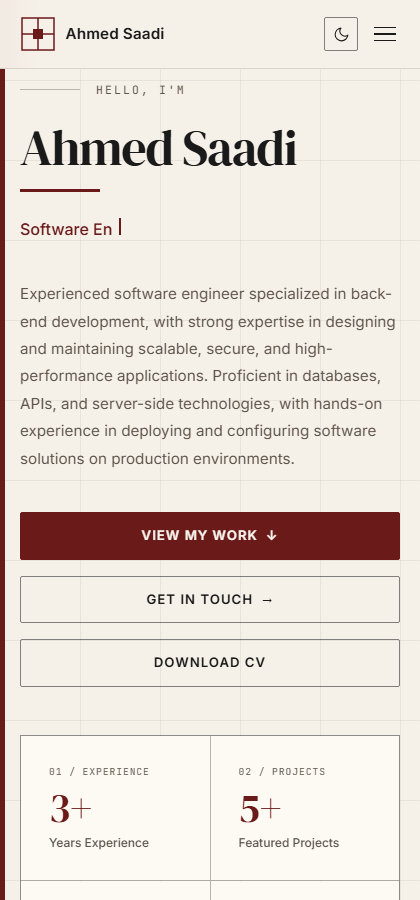 Ahmed Saadi
HELLO, I'M
Ahmed Saadi
Software En
Experienced software engineer specialized in back-
end development, with strong expertise in designing
and maintaining scalable, secure, and high-
performance applications. Proficient in databases,
APIs, and server-side technologies, with hands-on
experience in deploying and configuring software
solutions on production environments.
VIEW MY WORK ↓
GET IN TOUCH →
DOWNLOAD CV
01 / EXPERIENCE
3+
Years Experience
02 / PROJECTS
5+
Featured Projects